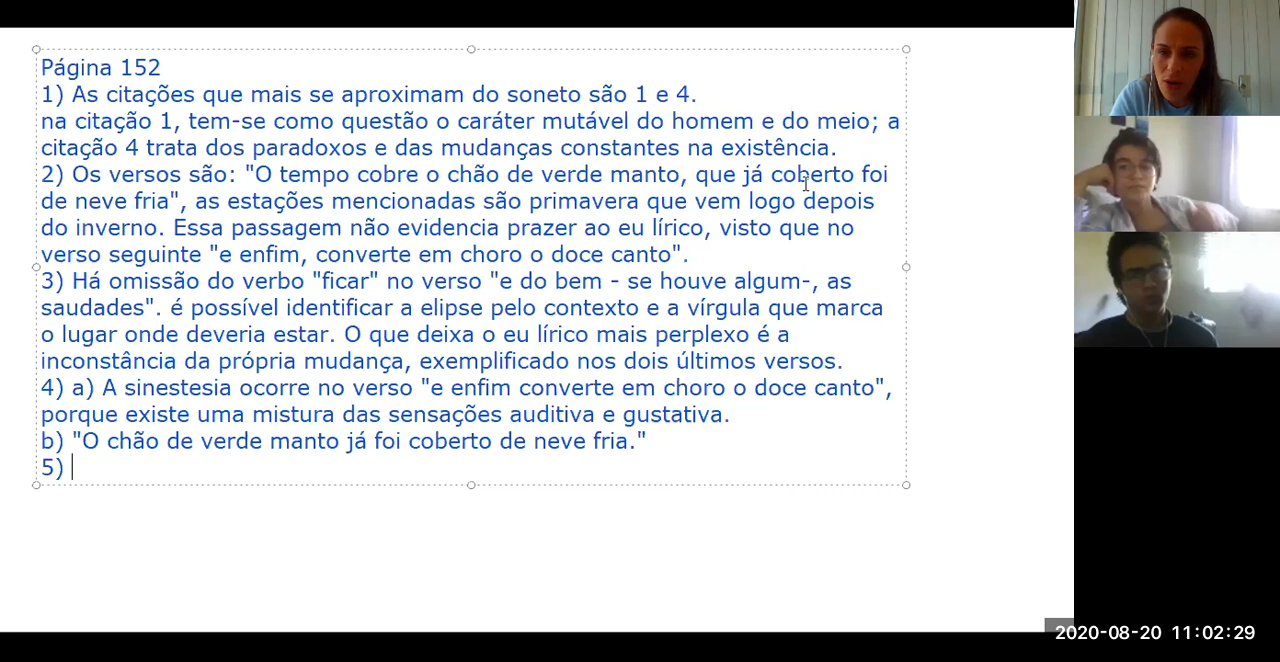 Página 152
1) As citações que mais se aproximam do soneto são 1 e 4.
na citação 1, tem-se como questão o caráter mutável do homem e do meio; a
citação 4 trata dos paradoxos e das mudanças constantes na existência.
2) Os versos são: "O tempo cobre o chão de verde manto, que já coberto foi
de neve fria", as estações mencionadas são primavera que vem logo depois
do inverno. Essa passagem não evidencia prazer ao eu lírico, visto que no
verso seguinte "e enfim, converte em choro o doce canto".
3) Há omissão do verbo "ficar" no verso "e do bem - se houve algum-, as
saudades". é possível identificar a elipse pelo contexto e a vírgula que marca
o lugar onde deveria estar. O que deixa o eu lírico mais perplexo é a
inconstância da própria mudança, exemplificado nos dois últimos versos.
4) a) A sinestesia ocorre no verso "e enfim converte em choro o doce canto",
porque existe uma mistura das sensações auditiva e gustativa.
b) "O chão de verde manto já foi coberto de neve fria."
5)
2020-08-20 11:02:29